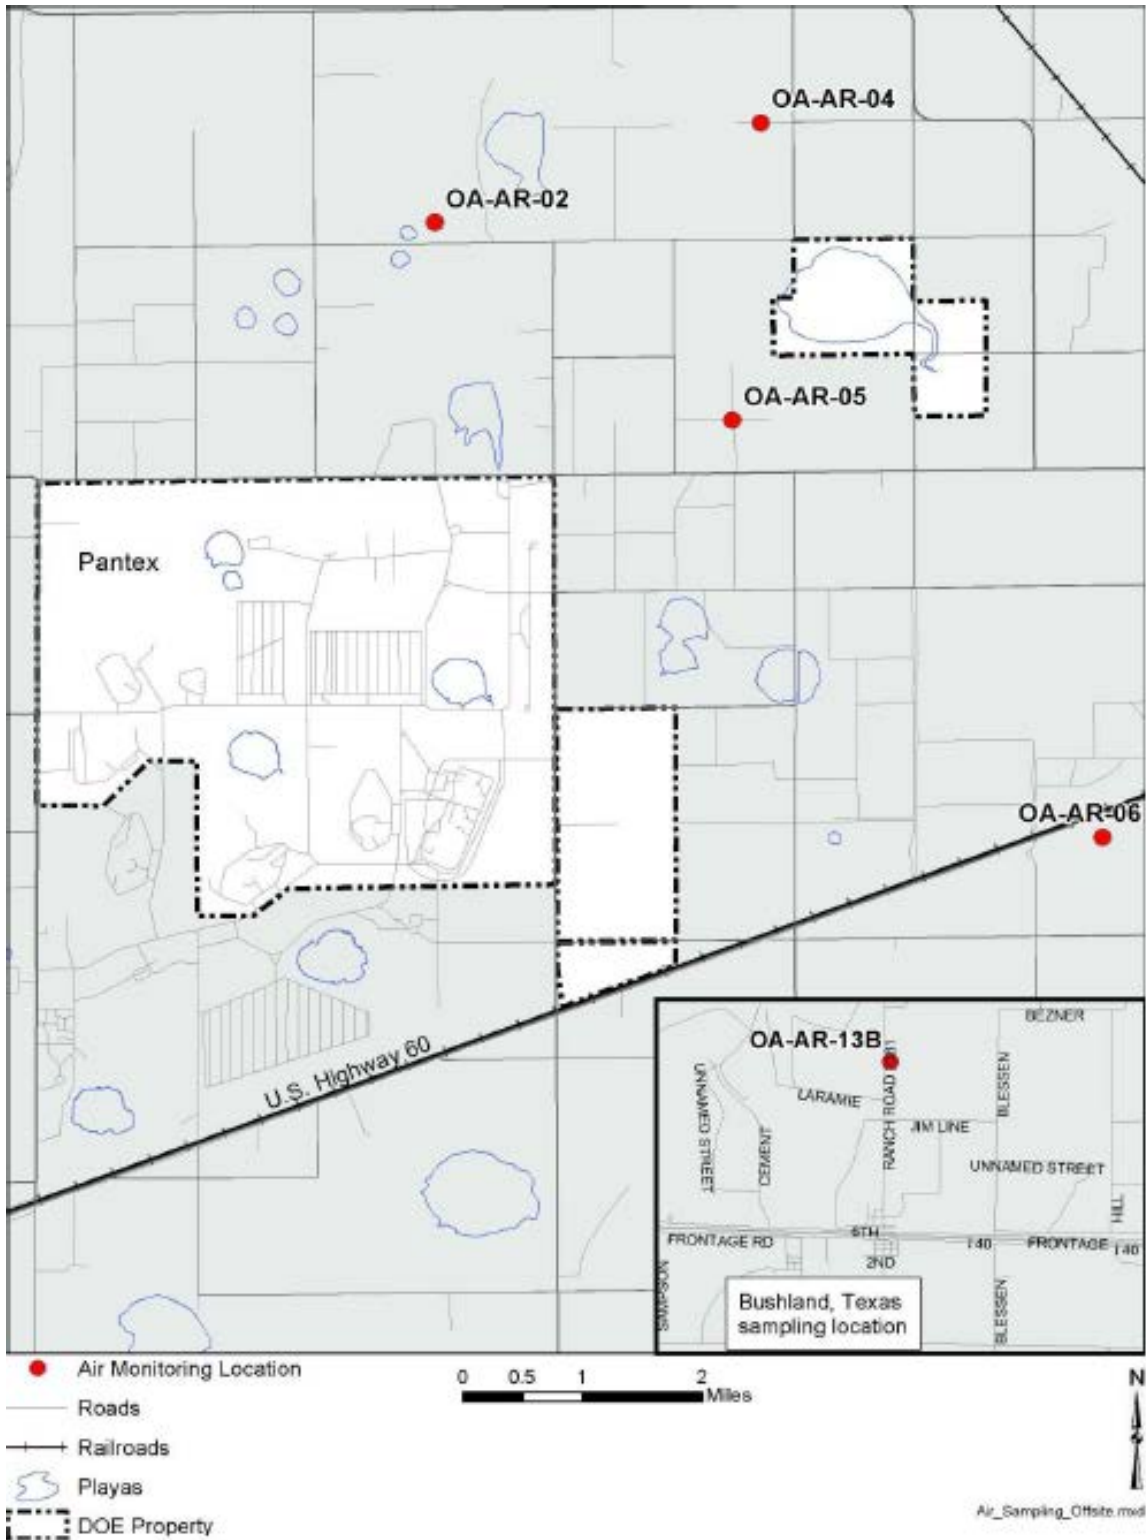 OA-AR-04
OA-AR-02
OA-AR-05
Pantex
OA-AR-06
BEZNER
OA-AR-13B
UNNAMED STREET
LARAMIE
RANCH ROAD
BLESSEN
CEMENT
JIM LINE
UNNAMED STREET
HILL
6TH
FRONTAGE RD
I 40
FRONTAGE
I 40
2ND
SAMPSON
BLESSEN
U.S. Highway 60
Bushland, Texas
sampling location
Air Monitoring Location
Roads
Railroads
Playas
DOE Property
0 0.5 1 2
Miles
N
Air_Sampling_Offsite.mxd